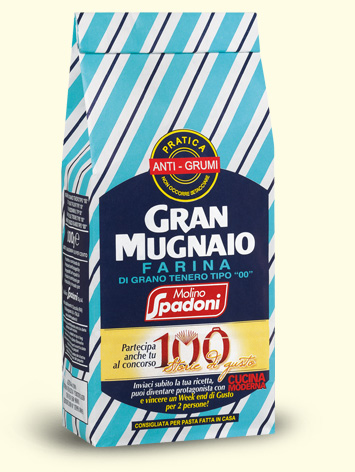 PRATICA
ANTI - GRUMI
NON OCCORRE SETACCIARE
GRAN
MUGNAIO
FARINA
DI GRANO TENERO TIPO "00"
Molino
Spadoni
Partecipa
anche tu
al concorso
100
Storie di gusto
Inviaci subito la tua ricetta,
puoi diventare protagonista con
e vincere un Week end di Gusto
per 2 persone!
CUCINA
MODERNA
CONSIGLIATA PER PASTA FATTA IN CASA